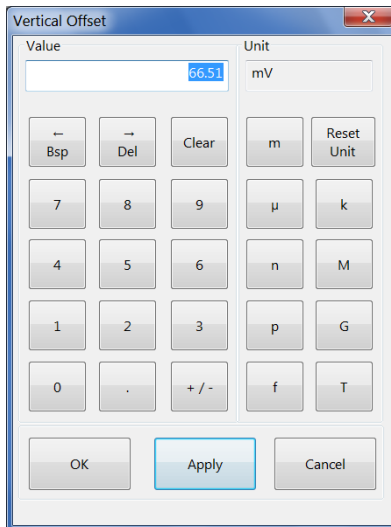 Vertical Offset
X
Value Unit
66.51 mV
← → Clear m Reset
Bsp Del Unit
7 8 9 µ k
4 5 6 n M
1 2 3 p G
0 . + / - f T
OK Apply Cancel